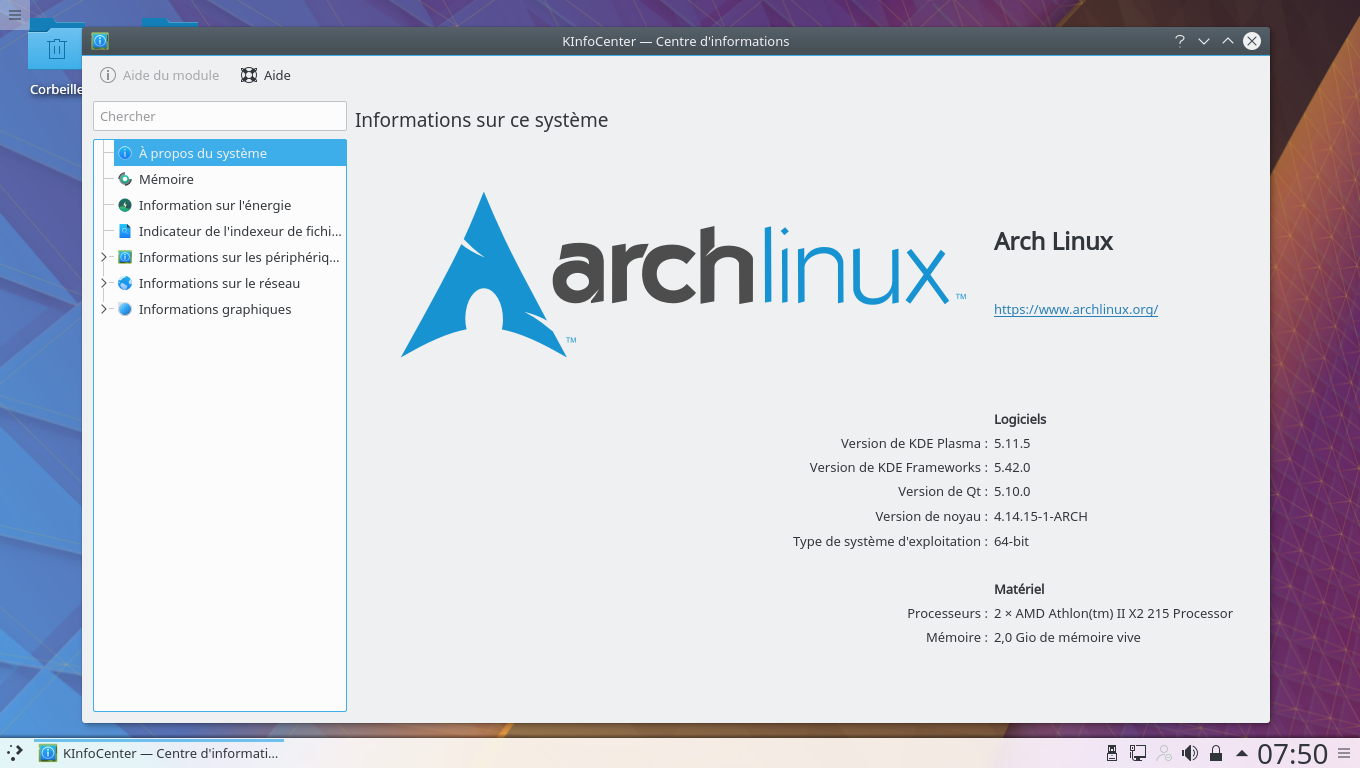 KInfoCenter — Centre d'informations
Corbeille
Aide du module
Aide
Chercher
Informations sur ce système
À propos du système
Mémoire
Information sur l'énergie
Indicateur de l'indexeur de fichi...
Informations sur les périphériq...
Informations sur le réseau
Informations graphiques
archlinux ™
™
Arch Linux
https://www.archlinux.org/
Logiciels
Version de KDE Plasma : 5.11.5
Version de KDE Frameworks : 5.42.0
Version de Qt : 5.10.0
Version de noyau : 4.14.15-1-ARCH
Type de système d'exploitation : 64-bit
Matériel
Processeurs : 2 × AMD Athlon(tm) II X2 215 Processor
Mémoire : 2,0 Gio de mémoire vive
KInfoCenter — Centre d'informati...
07:50